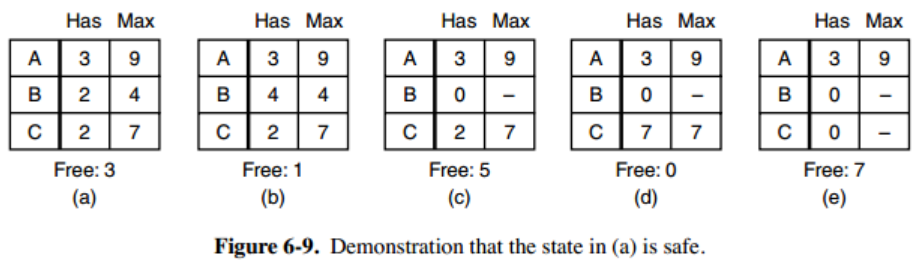 Has Max Has Max Has Max Has Max Has Max
A 3 9 A 3 9 A 3 9 A 3 9 A 3 9
B 2 4 B 4 4 B 0 – B 0 – B 0 –
C 2 7 C 2 7 C 2 7 C 7 7 C 0 –
Free: 3 Free: 1 Free: 5 Free: 0 Free: 7
(a) (b) (c) (d) (e)
Figure 6-9. Demonstration that the state in (a) is safe.